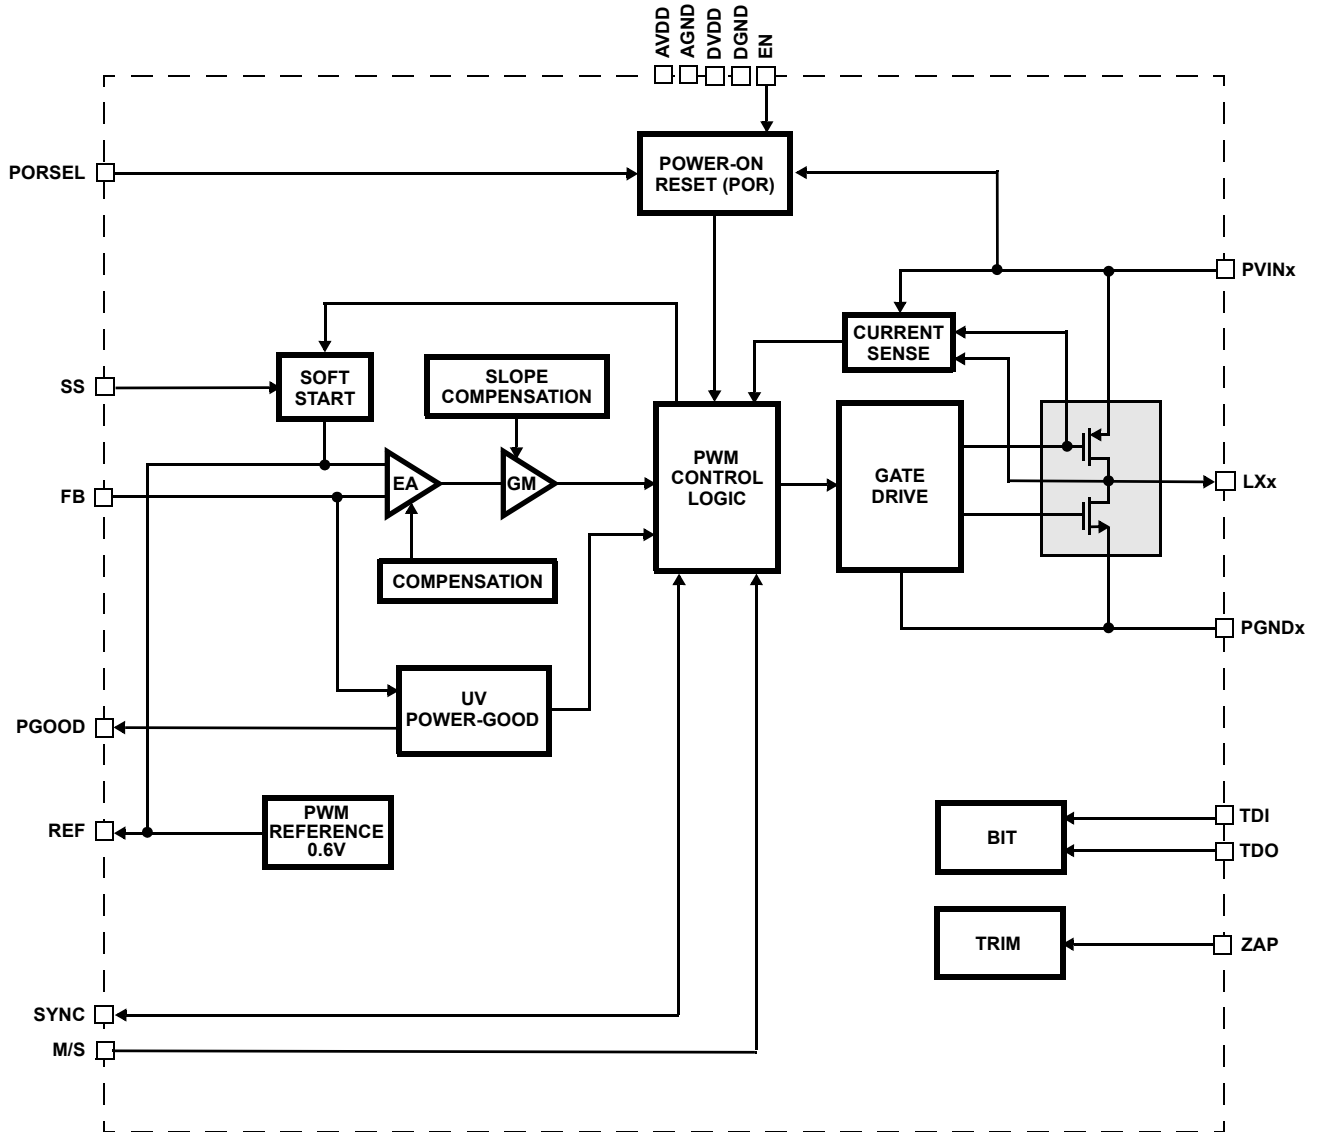 AVDD
AGND
DVDD
DGND
EN
PORSEL
POWER-ON
RESET (POR)
PVINx
CURRENT
SENSE
SS
SOFT
START
SLOPE
COMPENSATION
FB
EA
GM
PWM
CONTROL
LOGIC
GATE
DRIVE
LXx
COMPENSATION
PGNDx
UV
POWER-GOOD
PGOOD
REF
PWM
REFERENCE
0.6V
BIT
TDI
TDO
TRIM
ZAP
SYNC
M/S